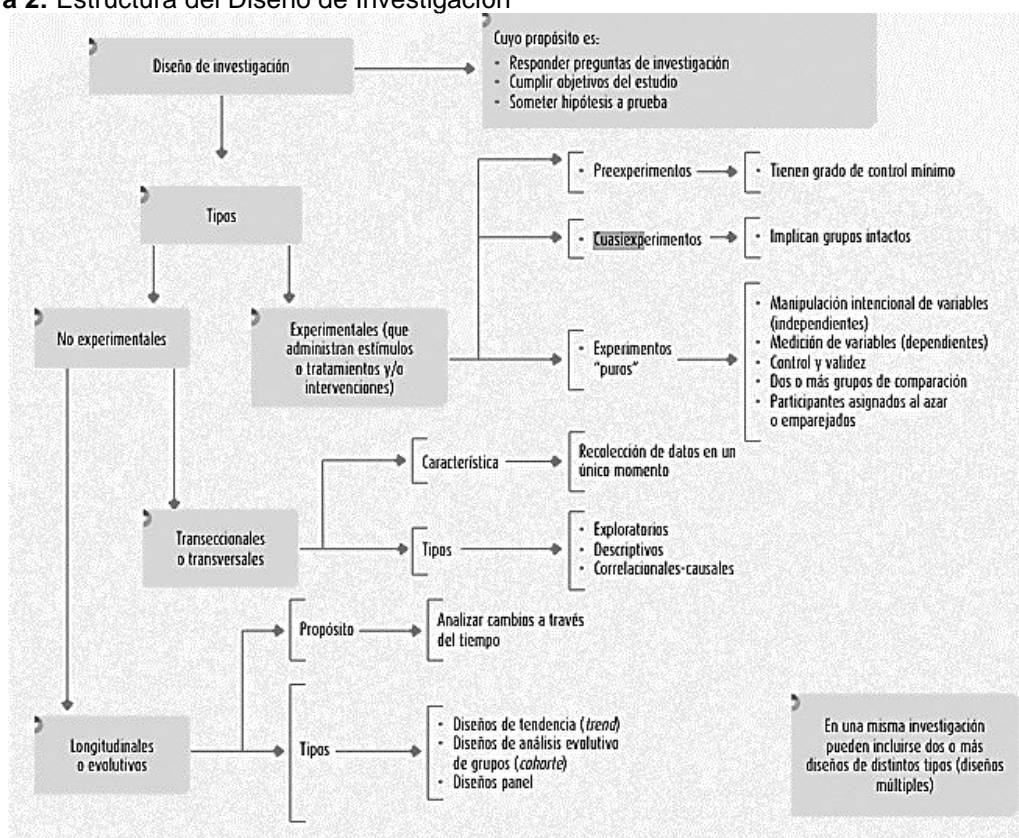 a 2. Estructura del Diseño de Investigación
Diseño de investigación
Cuyo propósito es:
• Responder preguntas de investigación
• Cumplir objetivos del estudio
• Someter hipótesis a prueba
Tipos
• Preexperimentos
• Tienen grado de control mínimo
• Cuasiexperimentos
• Implican grupos intactos
No experimentales
Experimentales (que
administran estímulos
o tratamientos y/o
intervenciones)
• Experimentos
"puros"
• Manipulación intencional de variables
(independientes)
• Medición de variables (dependientes)
• Control y validez
• Dos o más grupos de comparación
• Participantes asignados al azar
o emparejados
Transeccionales
o transversales
Característica
Recolección de datos en un
único momento
Tipos
• Exploratorios
• Descriptivos
• Correlacionales-causales
Longitudinales
o evolutivos
Propósito
Analizar cambios a través
del tiempo
Tipos
• Diseños de tendencia (trend)
• Diseños de análisis evolutivo
de grupos (cohorte)
• Diseños panel
En una misma investigación
pueden incluirse dos o más
diseños de distintos tipos (diseños
múltiples)